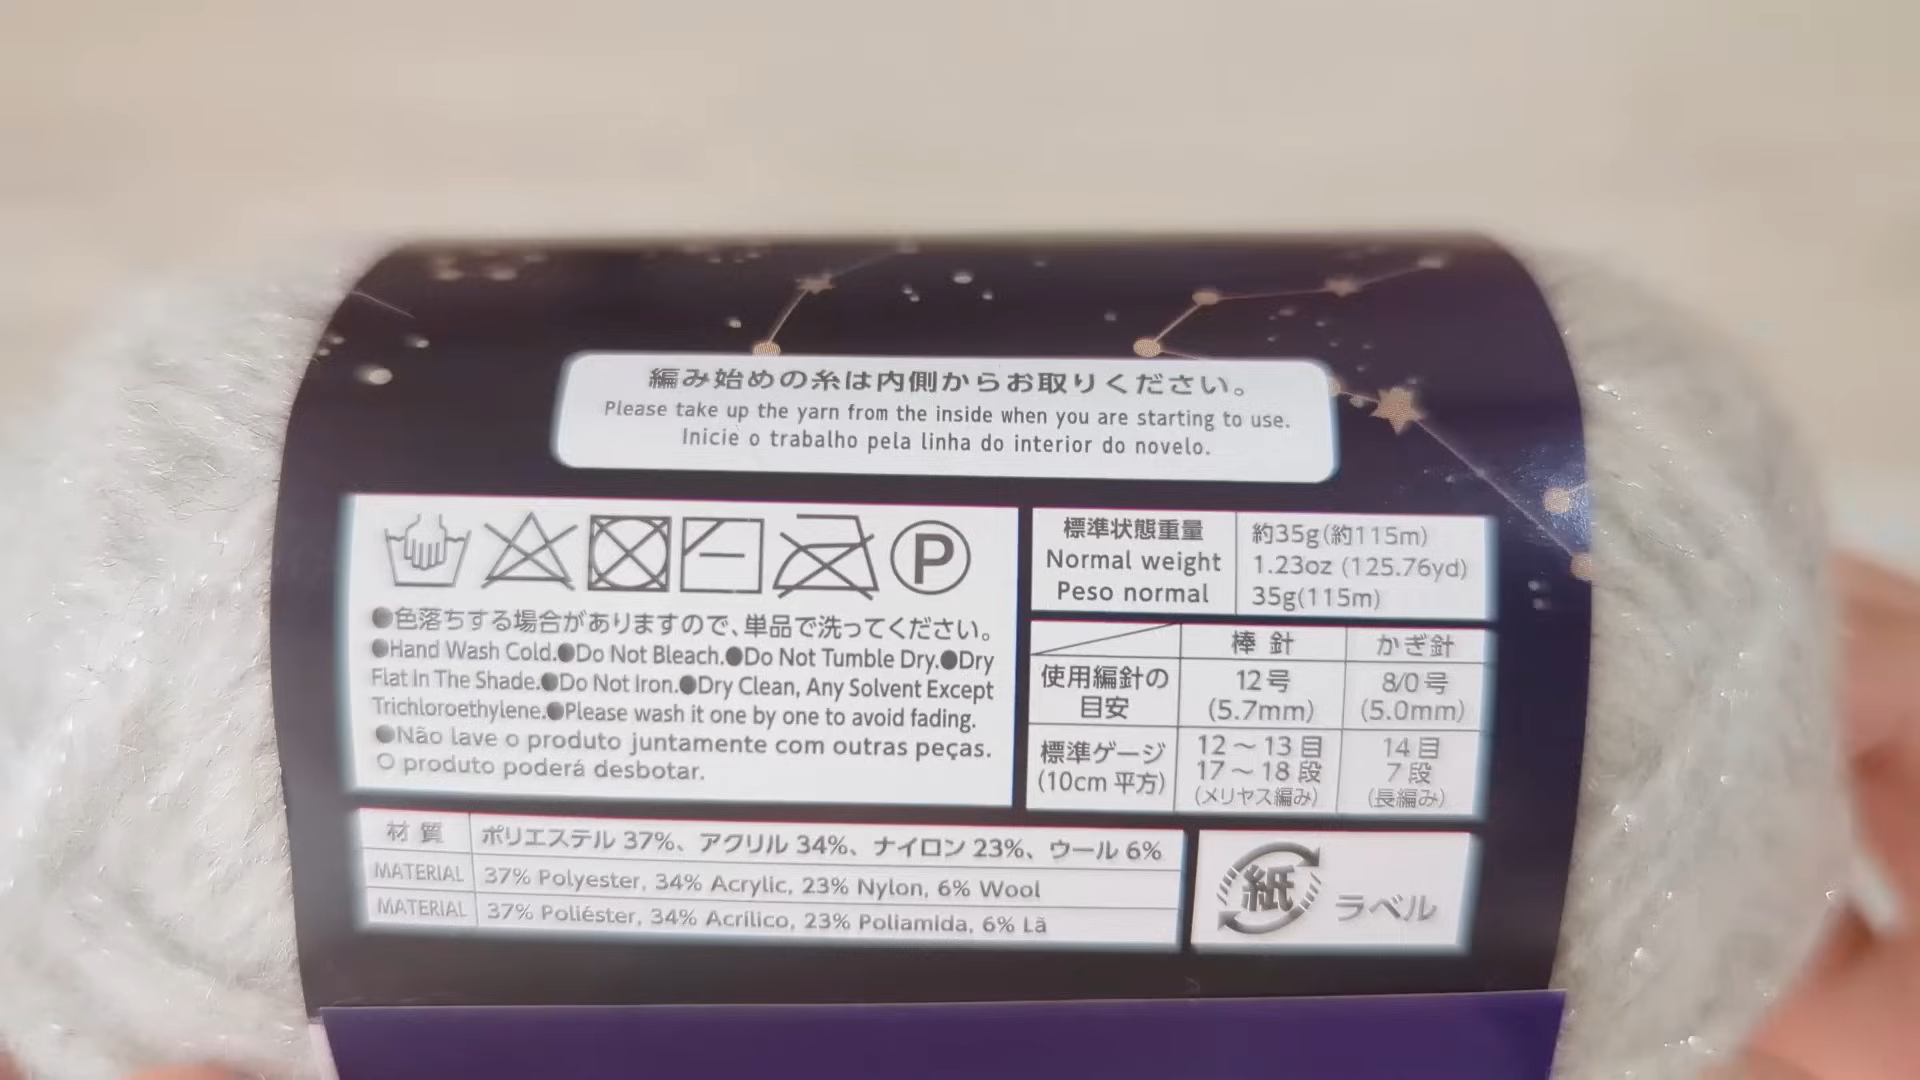 編み始めの糸は内側からお取りください。
Please take up the yarn from the inside when you are starting to use.
Inicie o trabalho pela linha do interior do novelo.
P
●色落ちする場合がありますので、単品で洗ってください。
●Hand Wash Cold.●Do Not Bleach.●Do Not Tumble Dry.●Dry
Flat In The Shade.●Do Not Iron.●Dry Clean, Any Solvent Except
Trichloroethylene.●Please wash it one by one to avoid fading.
●Não lave o produto juntamente com outras peças.
O produto poderá desbotar.
標準状態重量 約35g(約115m)
Normal weight 1.23oz (125.76yd)
Peso normal 35g(115m)
棒 針 かぎ針
使用編針の 12号 8/0号
目安 (5.7mm) (5.0mm)
標準ゲージ 12～13目 14目
(10cm 平方) 17～18段 7段
(メリヤス編み) (長編み)
材 質 ポリエステル 37%、アクリル 34%、ナイロン 23%、ウール 6%
MATERIAL 37% Polyester, 34% Acrylic, 23% Nylon, 6% Wool
MATERIAL 37% Poliéster, 34% Acrílico, 23% Poliamida, 6% Lã
紙 ラベル